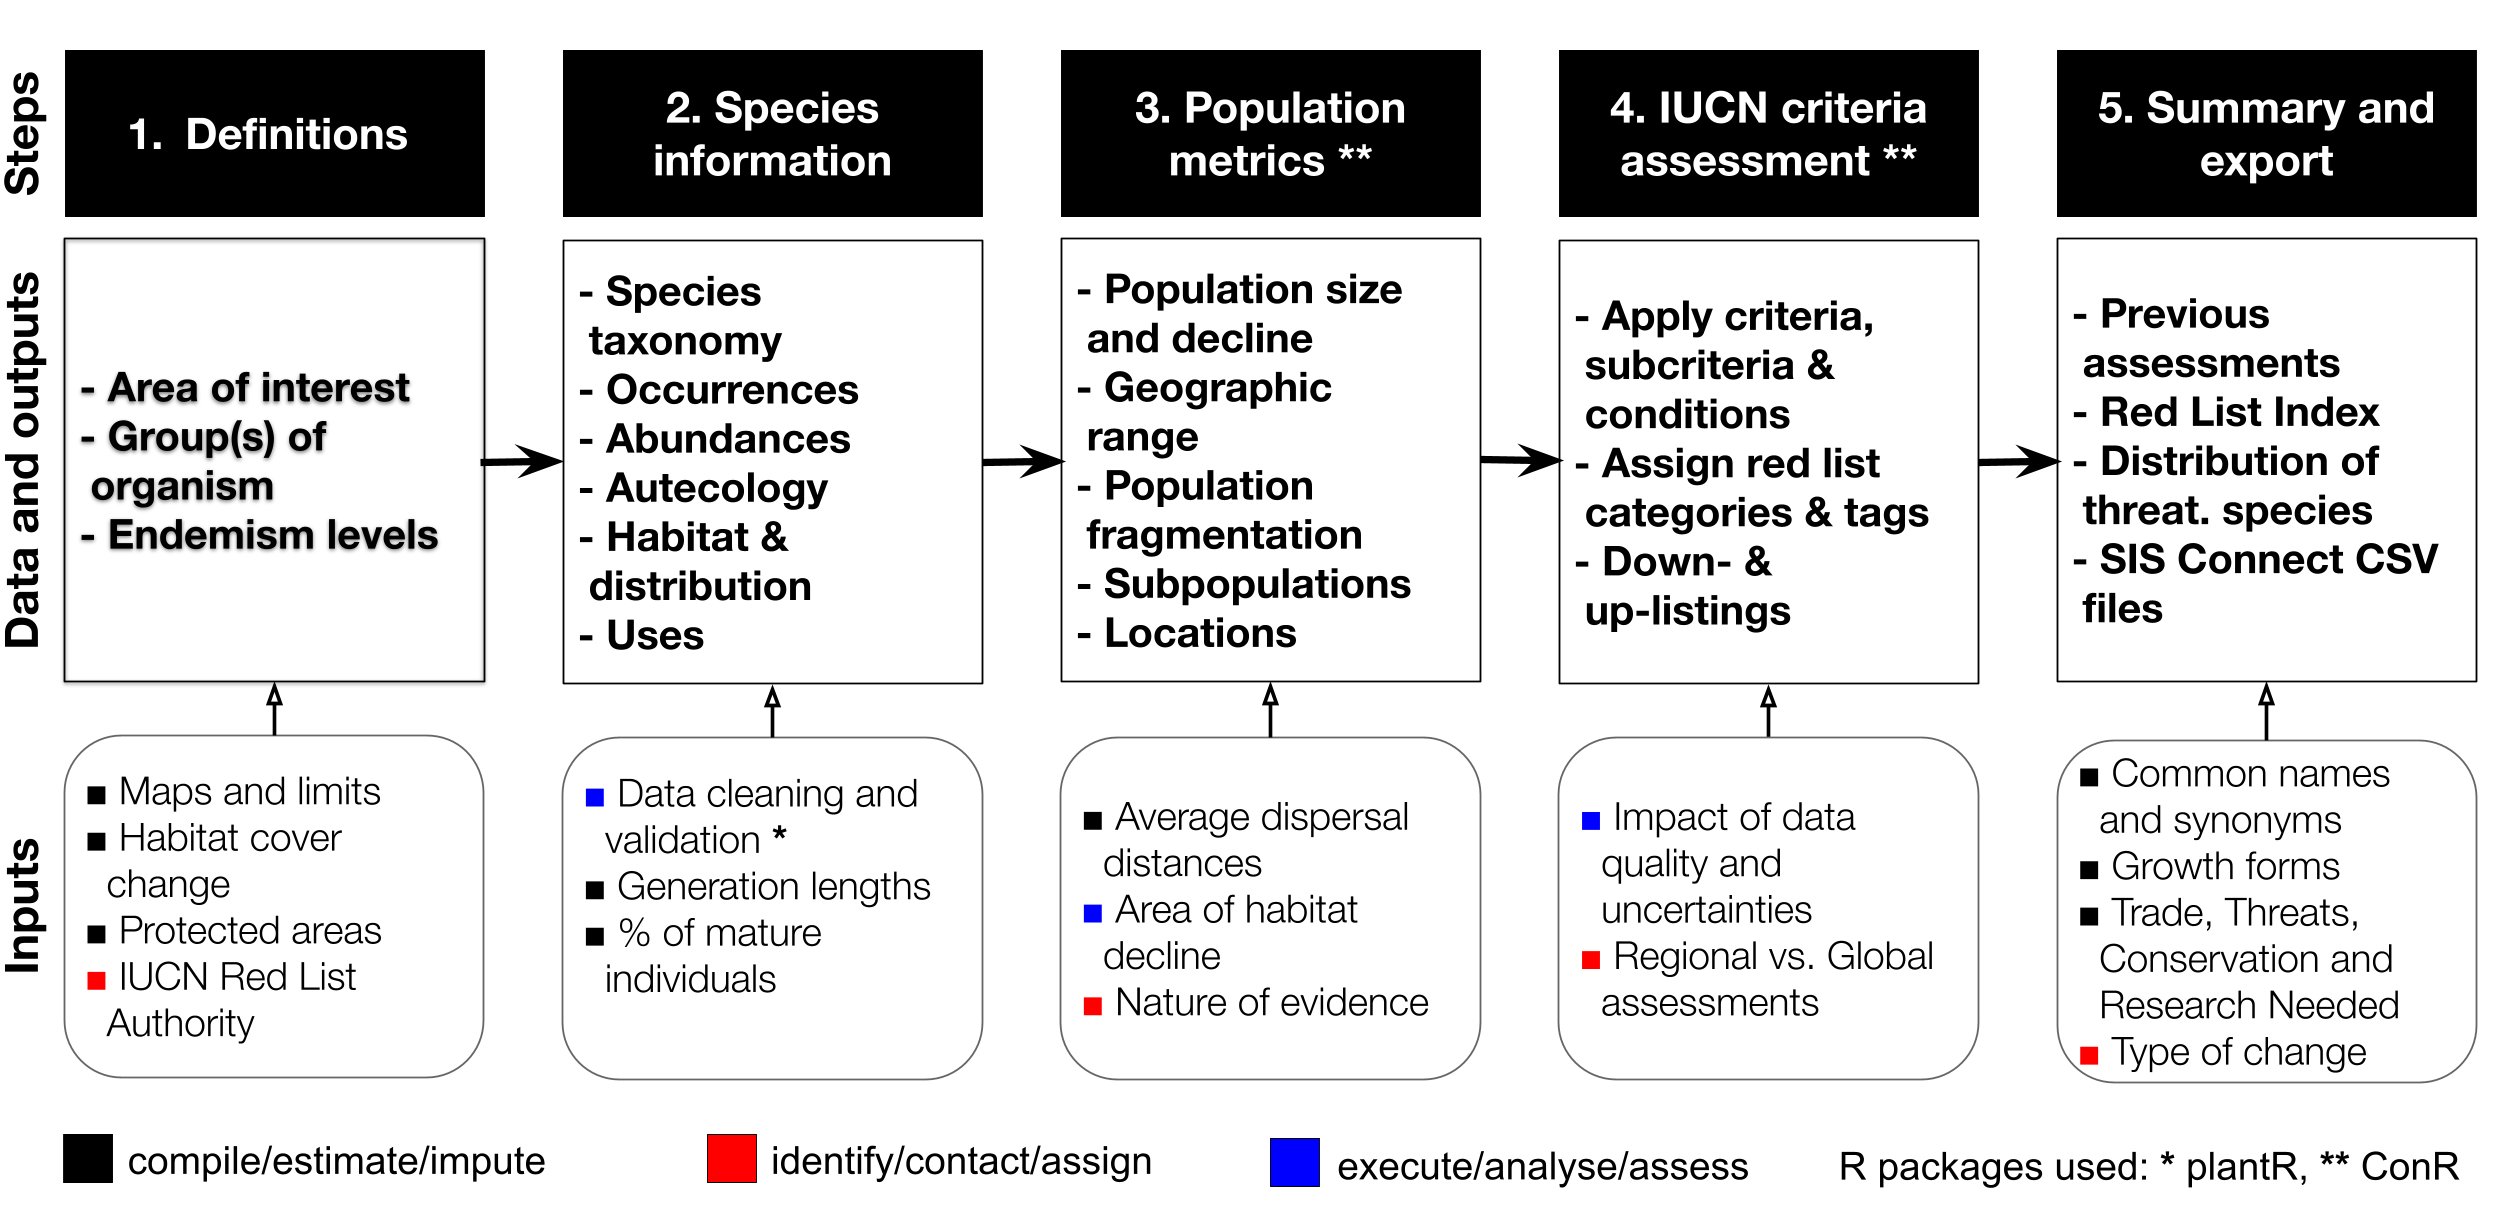 Steps
1.  Definitions
2. Species
information
3. Population
metrics **
4. IUCN criteria
assessment **
5. Summary and
export
Data and outputs
- Area of interest
- Group(s) of
organism
- Endemism levels
- Species
taxonomy
- Occurrences
- Abundances
- Autecology
- Habitat &
distribution
- Uses
- Population size
and decline
- Geographic
range
- Population
fragmentation
- Subpopulations
- Locations
- Apply criteria,
subcriteria &
conditions
- Assign red list
categories & tags
- Down- &
up-listings
- Previous
assessments
- Red List Index
- Distribution of
threat. species
- SIS Connect CSV
files
Inputs
■ Maps and limits
■ Habitat cover
change
■ Protected areas
■ IUCN Red List
Authority
■ Data cleaning and
validation *
■ Generation lengths
■ % of mature
individuals
■ Average dispersal
distances
■ Area of habitat
decline
■ Nature of evidence
■ Impact of data
quality and
uncertainties
■ Regional vs. Global
assessments
■ Common names
and synonyms
■ Growth forms
■ Trade, Threats,
Conservation and
Research Needed
■ Type of change
compile/estimate/impute
identify/contact/assign
execute/analyse/assess
R packages used: * plantR, ** ConR